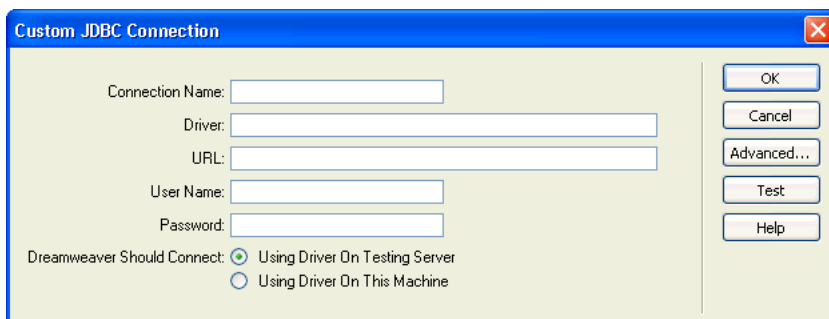 Custom JDBC Connection
Connection Name:
Driver:
URL:
User Name:
Password:
Dreamweaver Should Connect: Using Driver On Testing Server
Using Driver On This Machine
OK
Cancel
Advanced...
Test
Help